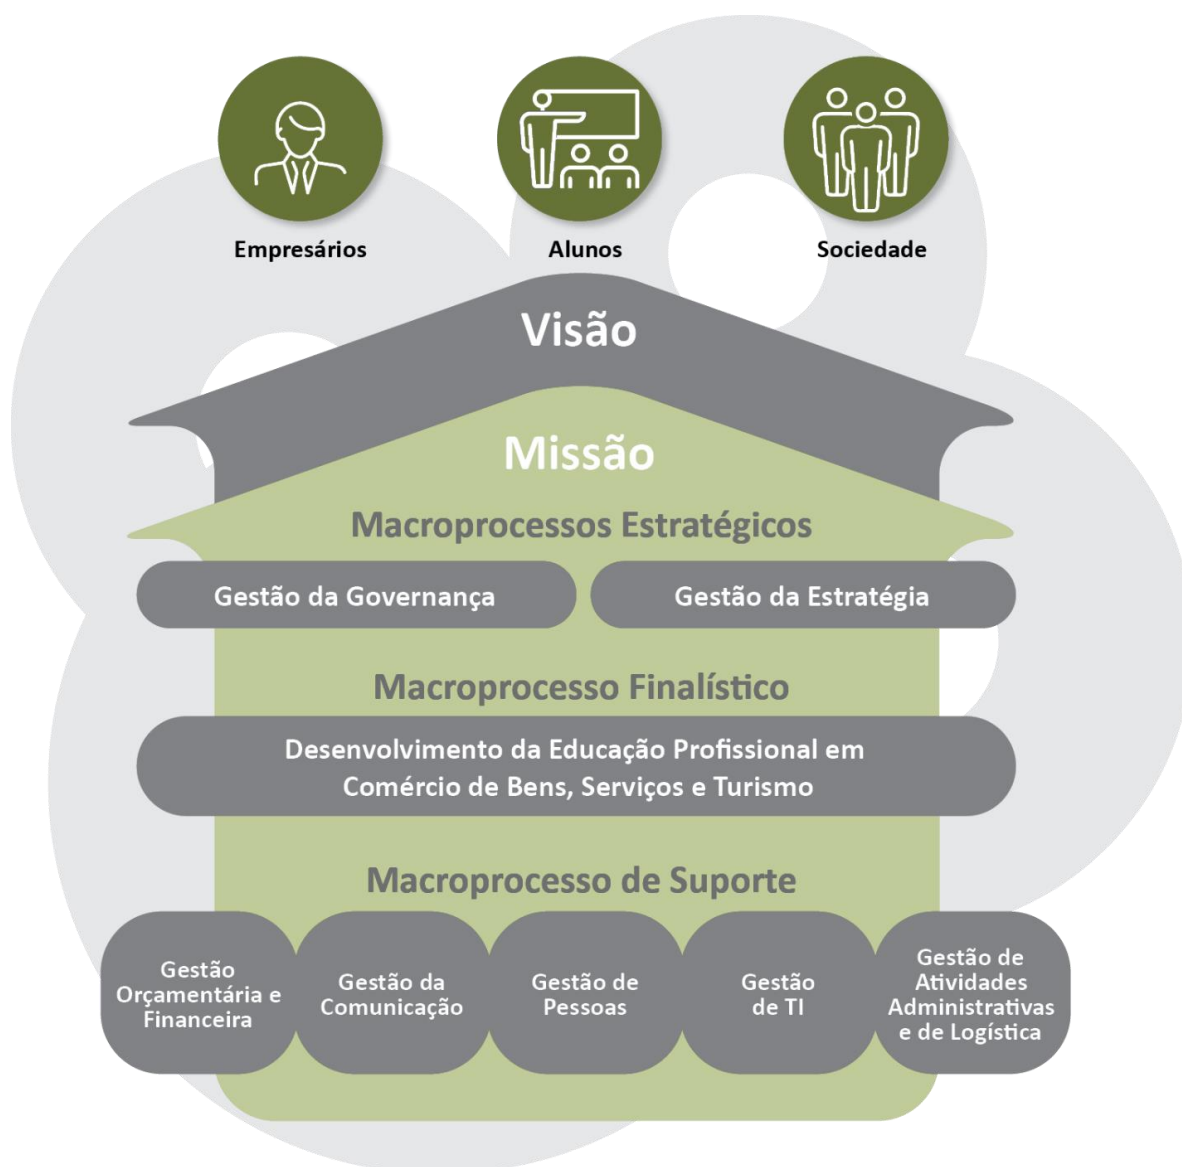 Empresários
Alunos
Sociedade
Visão
Missão
Macroprocessos Estratégicos
Gestão da Governança
Gestão da Estratégia
Macroprocesso Finalístico
Desenvolvimento da Educação Profissional em
Comércio de Bens, Serviços e Turismo
Macroprocesso de Suporte
Gestão
Orçamentária e
Financeira
Gestão da
Comunicação
Gestão de
Pessoas
Gestão
de TI
Gestão de
Atividades
Administrativas
e de Logística